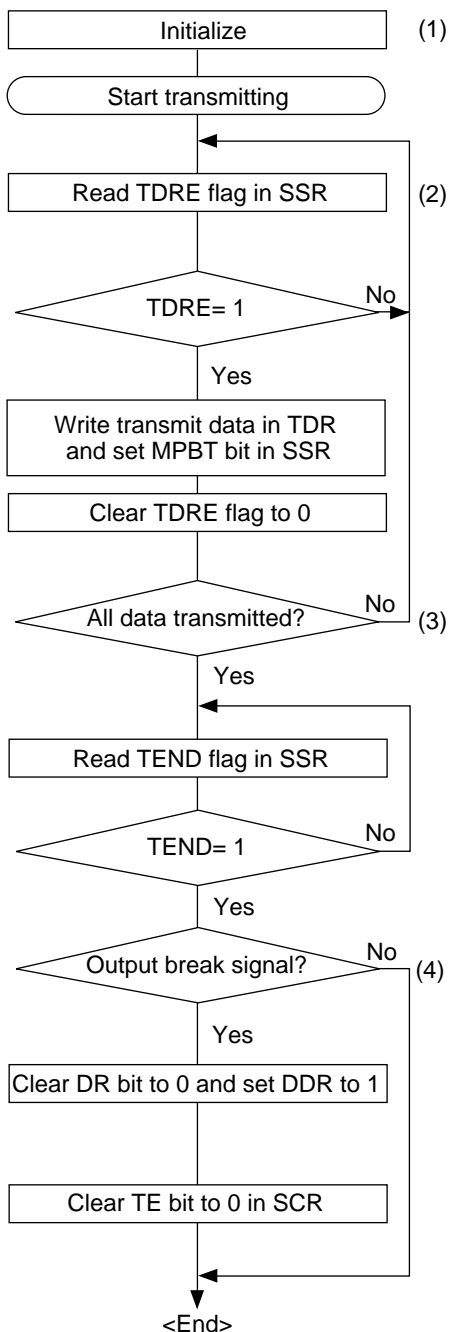 Initialize
(1)
Start transmitting
Read TDRE flag in SSR
(2)
TDRE= 1
No
Yes
Write transmit data in TDR
and set MPBT bit in SSR
Clear TDRE flag to 0
All data transmitted?
No
(3)
Yes
Read TEND flag in SSR
TEND= 1
No
Yes
Output break signal?
No
(4)
Yes
Clear DR bit to 0 and set DDR to 1
Clear TE bit to 0 in SCR
<End>